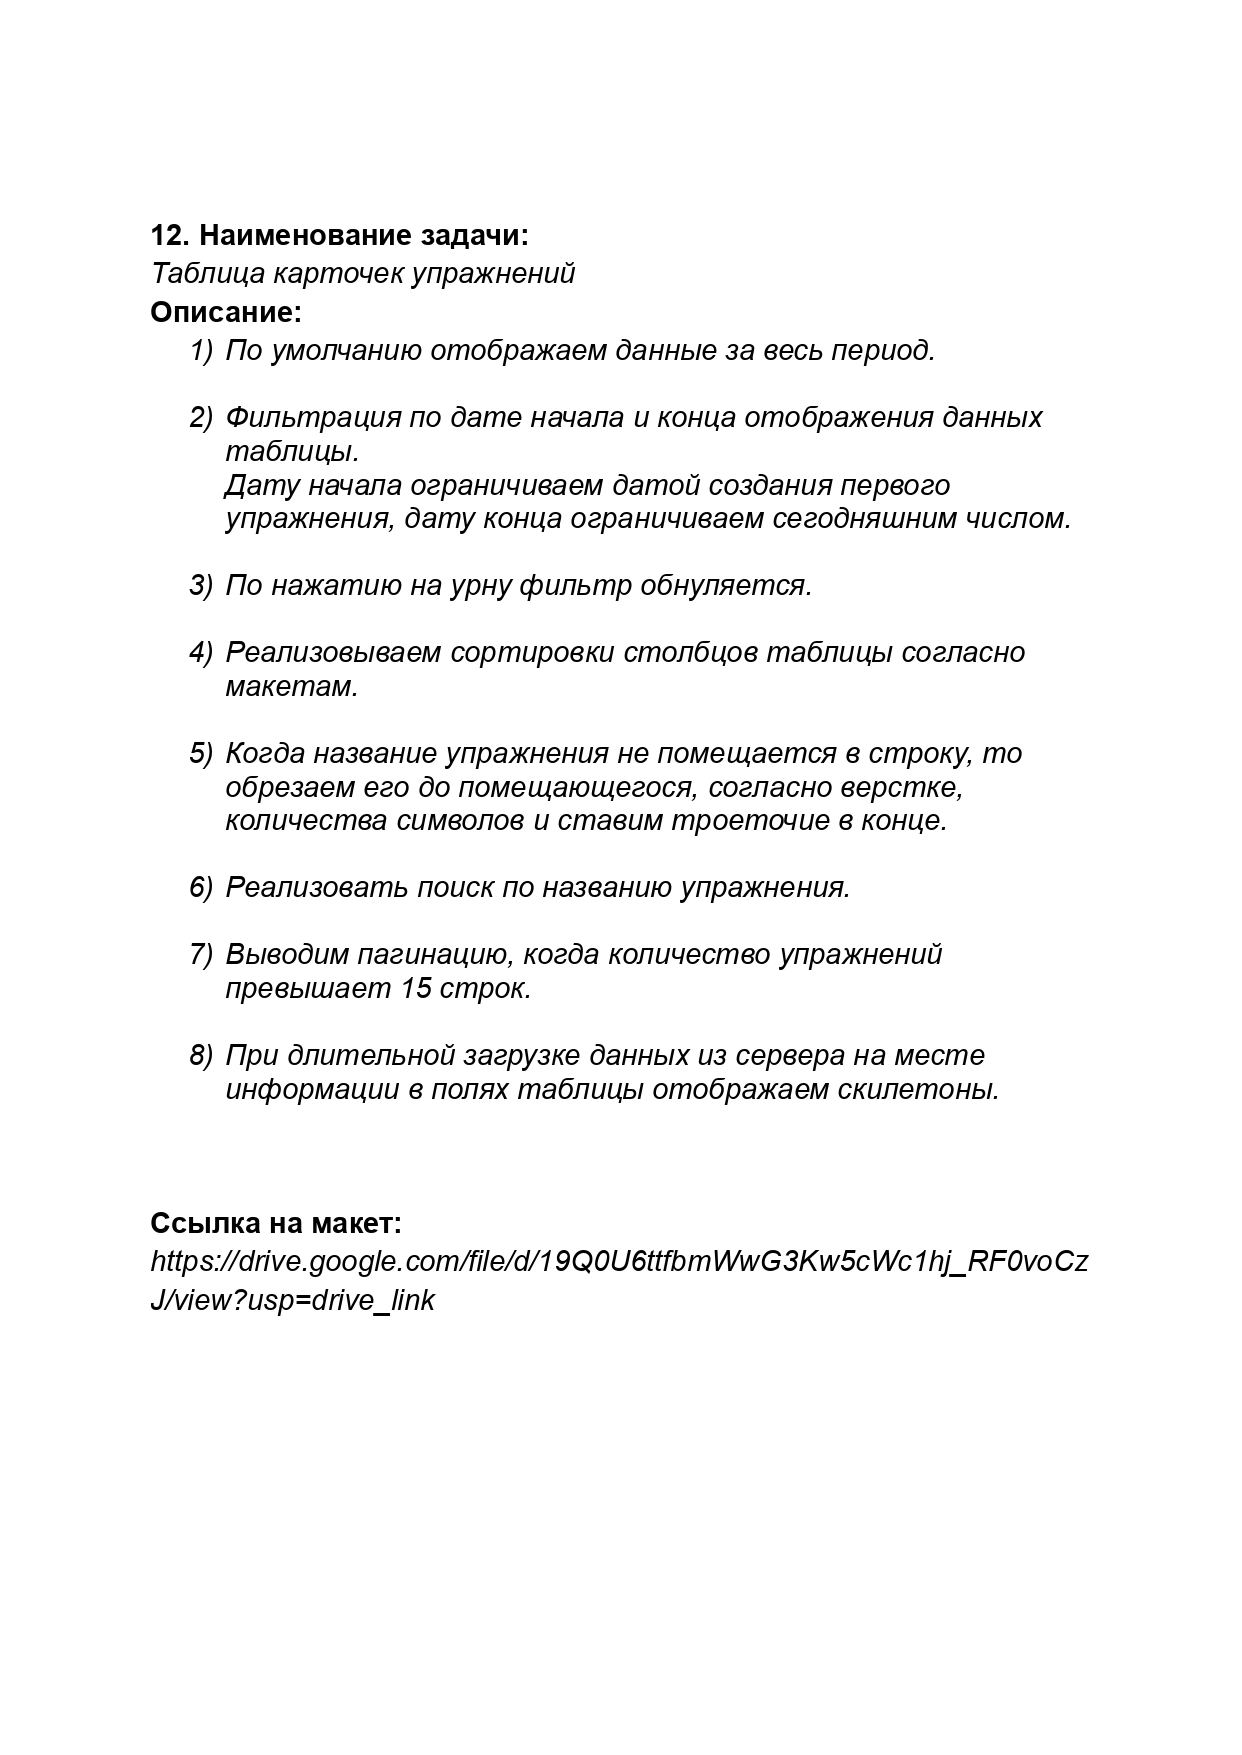 12. Наименование задачи:
Таблица карточек упражнений
Описание:
1) По умолчанию отображаем данные за весь период.
2) Фильтрация по дате начала и конца отображения данных
таблицы.
Дату начала ограничиваем датой создания первого
упражнения, дату конца ограничиваем сегодняшним числом.
3) По нажатию на урну фильтр обнуляется.
4) Реализовываем сортировки столбцов таблицы согласно
макетам.
5) Когда название упражнения не помещается в строку, то
обрезаем его до помещающегося, согласно верстке,
количества символов и ставим троеточие в конце.
6) Реализовать поиск по названию упражнения.
7) Выводим пагинацию, когда количество упражнений
превышает 15 строк.
8) При длительной загрузке данных из сервера на месте
информации в полях таблицы отображаем скилетоны.
Ссылка на макет:
https://drive.google.com/file/d/19Q0U6ttfbmWwG3Kw5cWc1hj_RF0voCz
J/view?usp=drive_link